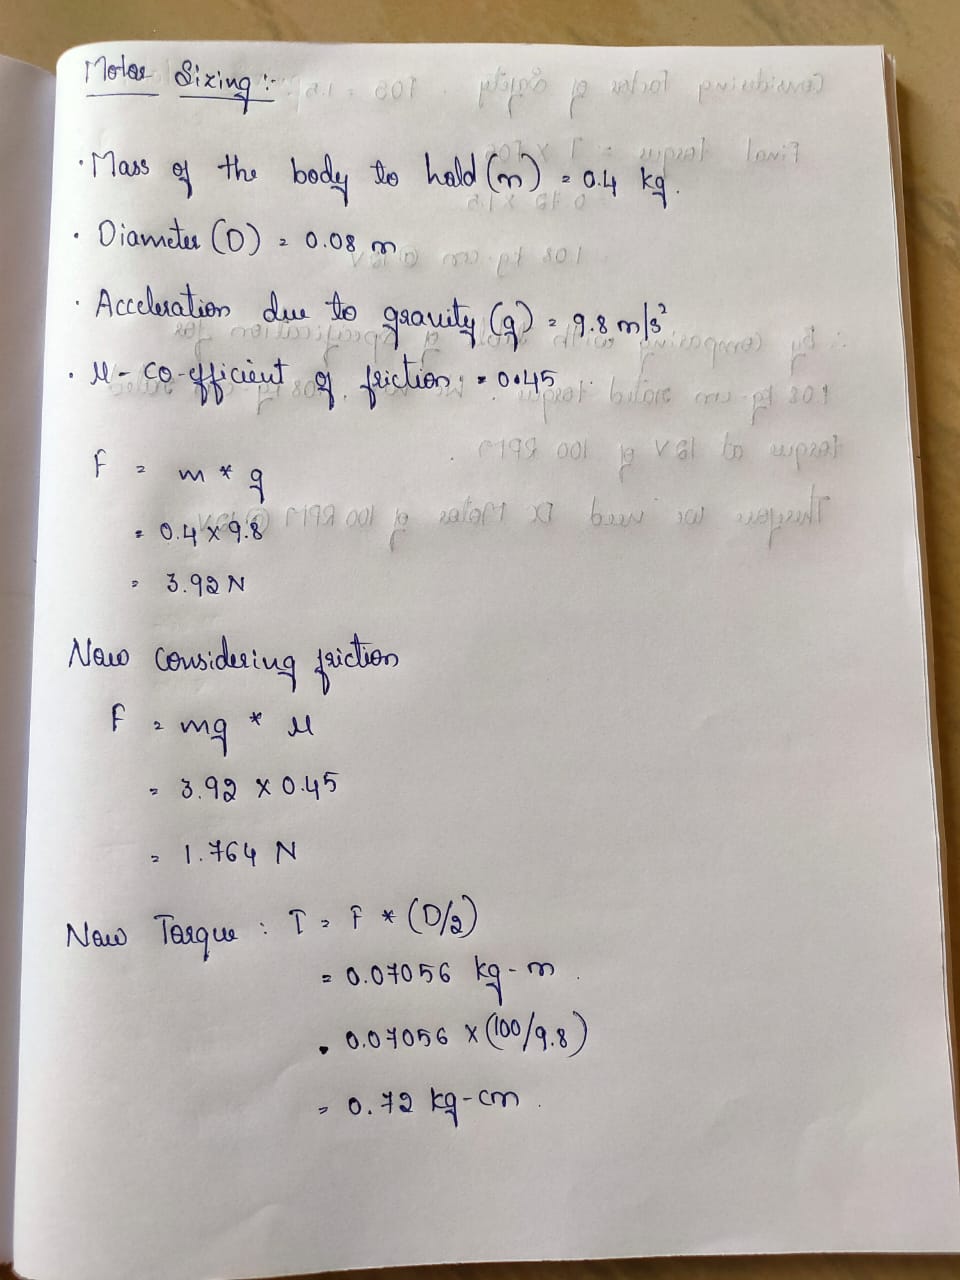 Motor Sizing :-
· Mass of the body to hold (m) = 0.4 kg.
· Diameter (D) = 0.08 m
· Acceleration due to gravity (g) = 9.8 m/s²
· μ - co-efficient of friction = 0.45
F = m * g
= 0.4 x 9.8
= 3.92 N
Now considering friction
F = mg * μ
= 3.92 x 0.45
= 1.764 N
Now Torque : T = F * (D/2)
= 0.07056 kg-m.
= 0.07056 x (100/9.8)
= 0.72 kg-cm.